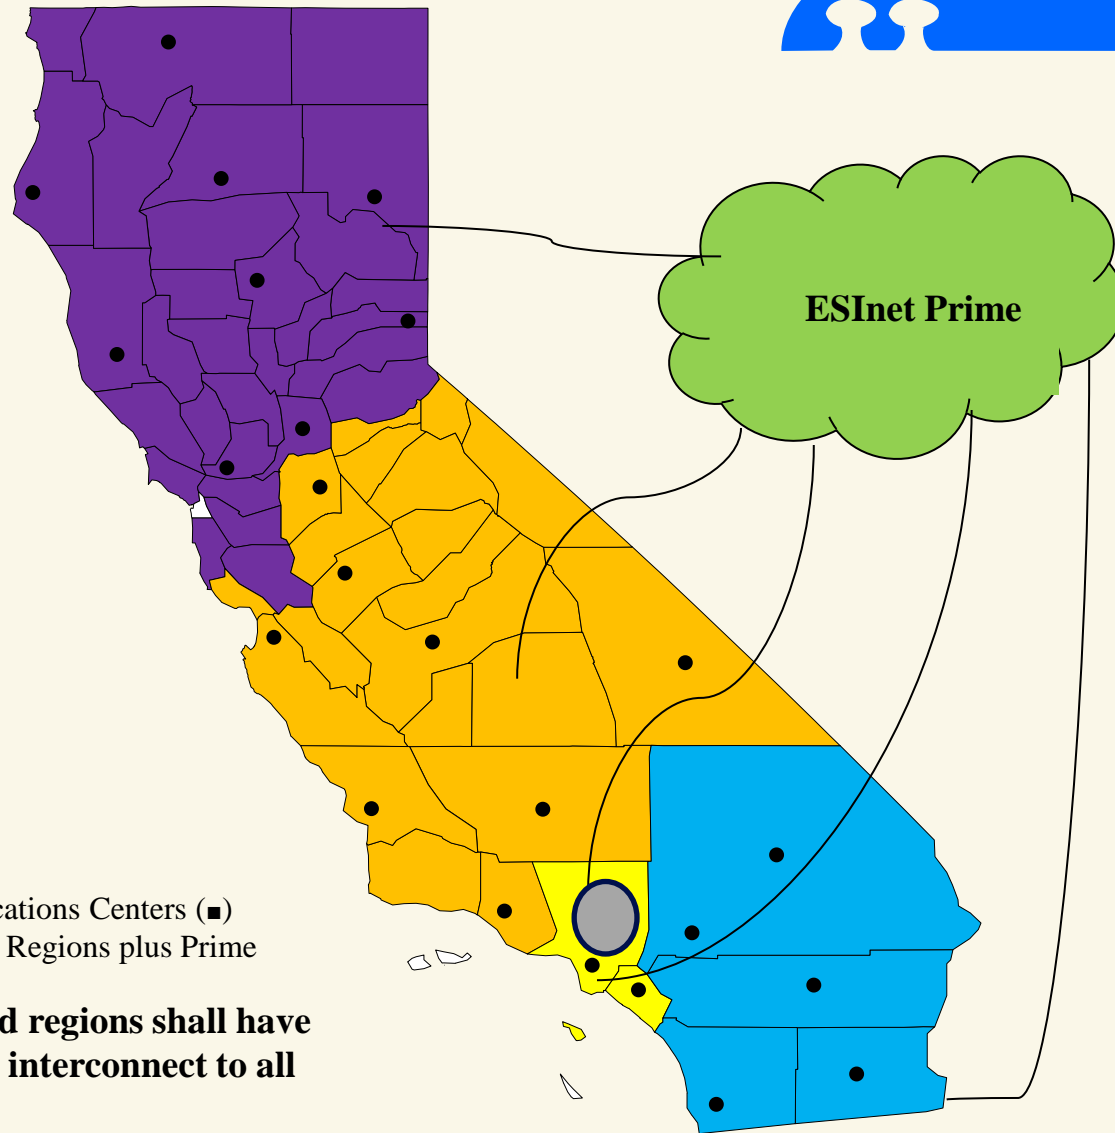 ESInet Prime
cations Centers (■)
Regions plus Prime
d regions shall have
interconnect to all